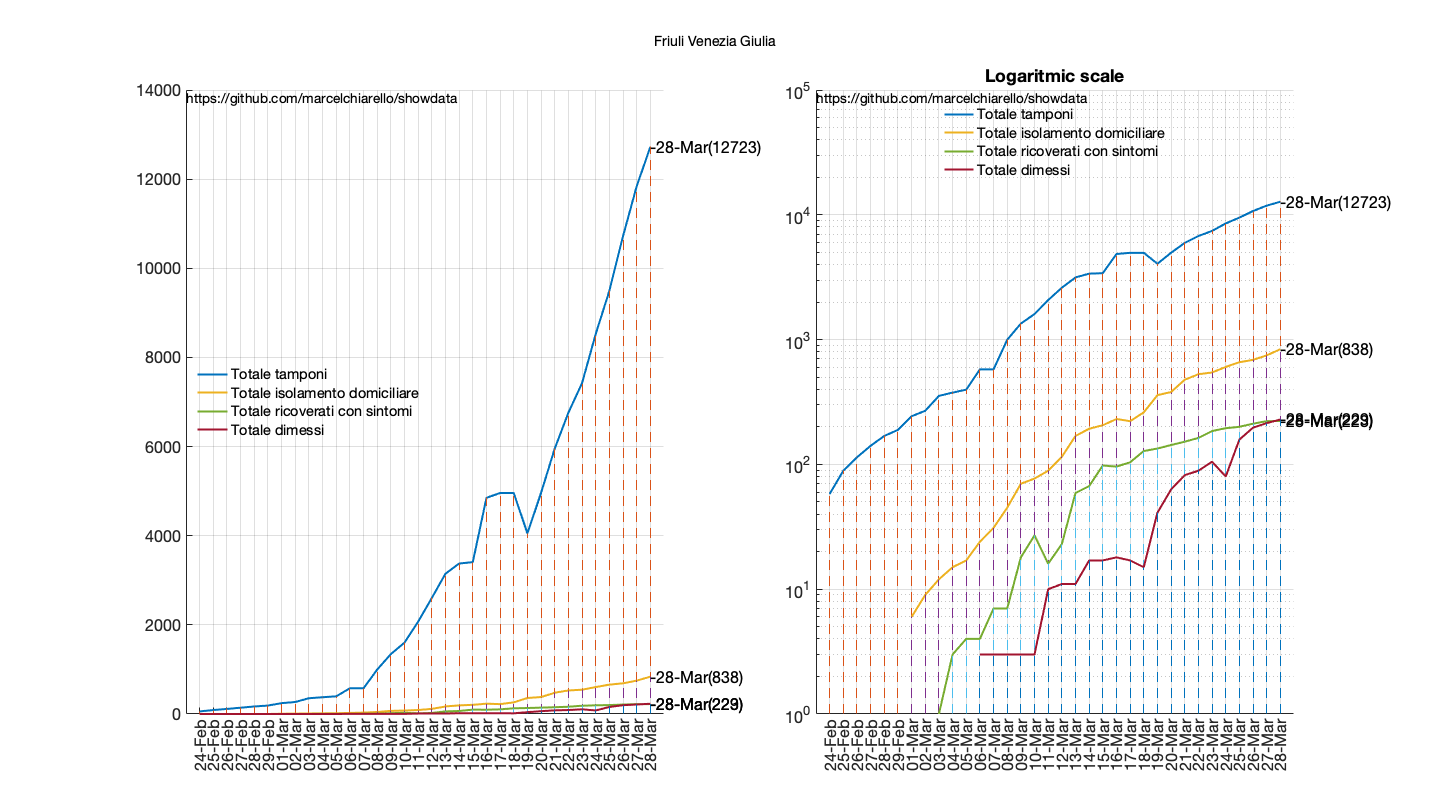 Friuli Venezia Giulia
14000
12000
10000
8000
6000
4000
2000
0
https://github.com/marcelchiarello/showdata
28-Mar(12723)
Totale tamponi
Totale isolamento domiciliare
Totale ricoverati con sintomi
Totale dimessi
28-Mar(838)
24-Feb
25-Feb
26-Feb
27-Feb
28-Feb
29-Feb
01-Mar
02-Mar
03-Mar
04-Mar
05-Mar
06-Mar
07-Mar
08-Mar
09-Mar
10-Mar
11-Mar
12-Mar
13-Mar
14-Mar
15-Mar
16-Mar
17-Mar
18-Mar
19-Mar
20-Mar
21-Mar
22-Mar
23-Mar
24-Mar
25-Mar
26-Mar
27-Mar
28-Mar
Logaritmic scale
10^5
10^4
10^3
10^2
10^1
10^0
https://github.com/marcelchiarello/showdata
Totale tamponi
Totale isolamento domiciliare
Totale ricoverati con sintomi
Totale dimessi
28-Mar(12723)
28-Mar(838)
24-Feb
25-Feb
26-Feb
27-Feb
28-Feb
29-Feb
01-Mar
02-Mar
03-Mar
04-Mar
05-Mar
06-Mar
07-Mar
08-Mar
09-Mar
10-Mar
11-Mar
12-Mar
13-Mar
14-Mar
15-Mar
16-Mar
17-Mar
18-Mar
19-Mar
20-Mar
21-Mar
22-Mar
23-Mar
24-Mar
25-Mar
26-Mar
27-Mar
28-Mar